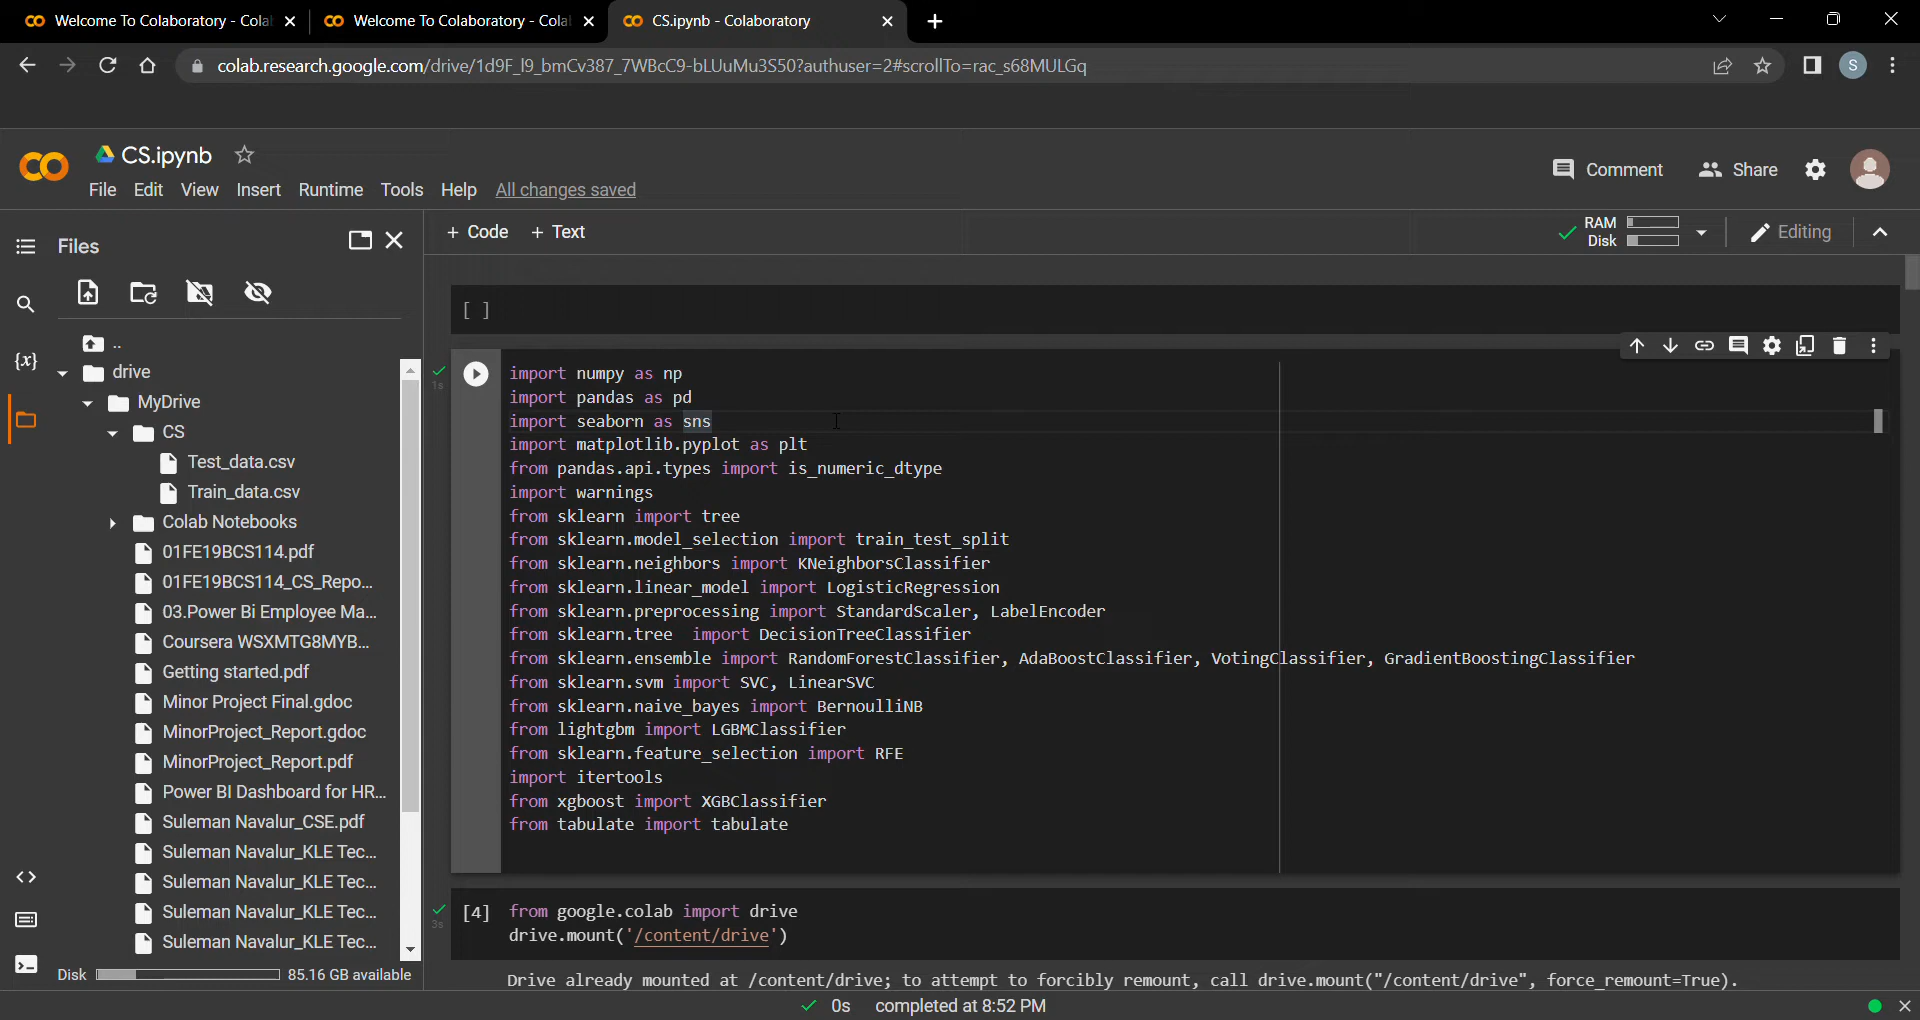 Welcome To Colaboratory - Cola
Welcome To Colaboratory - Cola
CS.ipynb - Colaboratory
colab.research.google.com/drive/1d9F_l9_bmCv387_7WBcC9-bLUuMu3S50?authuser=2#scrollTo=rac_s68MULGq
S
CS.ipynb
File Edit View Insert Runtime Tools Help All changes saved
Comment Share
Files
+ Code + Text
RAM
Disk
Editing
..
drive
MyDrive
CS
Test_data.csv
Train_data.csv
Colab Notebooks
01FE19BCS114.pdf
01FE19BCS114_CS_Repo...
03.Power Bi Employee Ma...
Coursera WSXMTG8MYB...
Getting started.pdf
Minor Project Final.gdoc
MinorProject_Report.gdoc
MinorProject_Report.pdf
Power BI Dashboard for HR...
Suleman Navalur_CSE.pdf
Suleman Navalur_KLE Tec...
Suleman Navalur_KLE Tec...
Suleman Navalur_KLE Tec...
Suleman Navalur_KLE Tec...
Disk 85.16 GB available
{x}
[ ]
1s
import numpy as np
import pandas as pd
import seaborn as sns
import matplotlib.pyplot as plt
from pandas.api.types import is_numeric_dtype
import warnings
from sklearn import tree
from sklearn.model_selection import train_test_split
from sklearn.neighbors import KNeighborsClassifier
from sklearn.linear_model import LogisticRegression
from sklearn.preprocessing import StandardScaler, LabelEncoder
from sklearn.tree  import DecisionTreeClassifier
from sklearn.ensemble import RandomForestClassifier, AdaBoostClassifier, VotingClassifier, GradientBoostingClassifier
from sklearn.svm import SVC, LinearSVC
from sklearn.naive_bayes import BernoulliNB
from lightgbm import LGBMClassifier
from sklearn.feature_selection import RFE
import itertools
from xgboost import XGBClassifier
from tabulate import tabulate
3s
[4] from google.colab import drive
drive.mount('/content/drive')
Drive already mounted at /content/drive; to attempt to forcibly remount, call drive.mount("/content/drive", force_remount=True).
0s completed at 8:52 PM